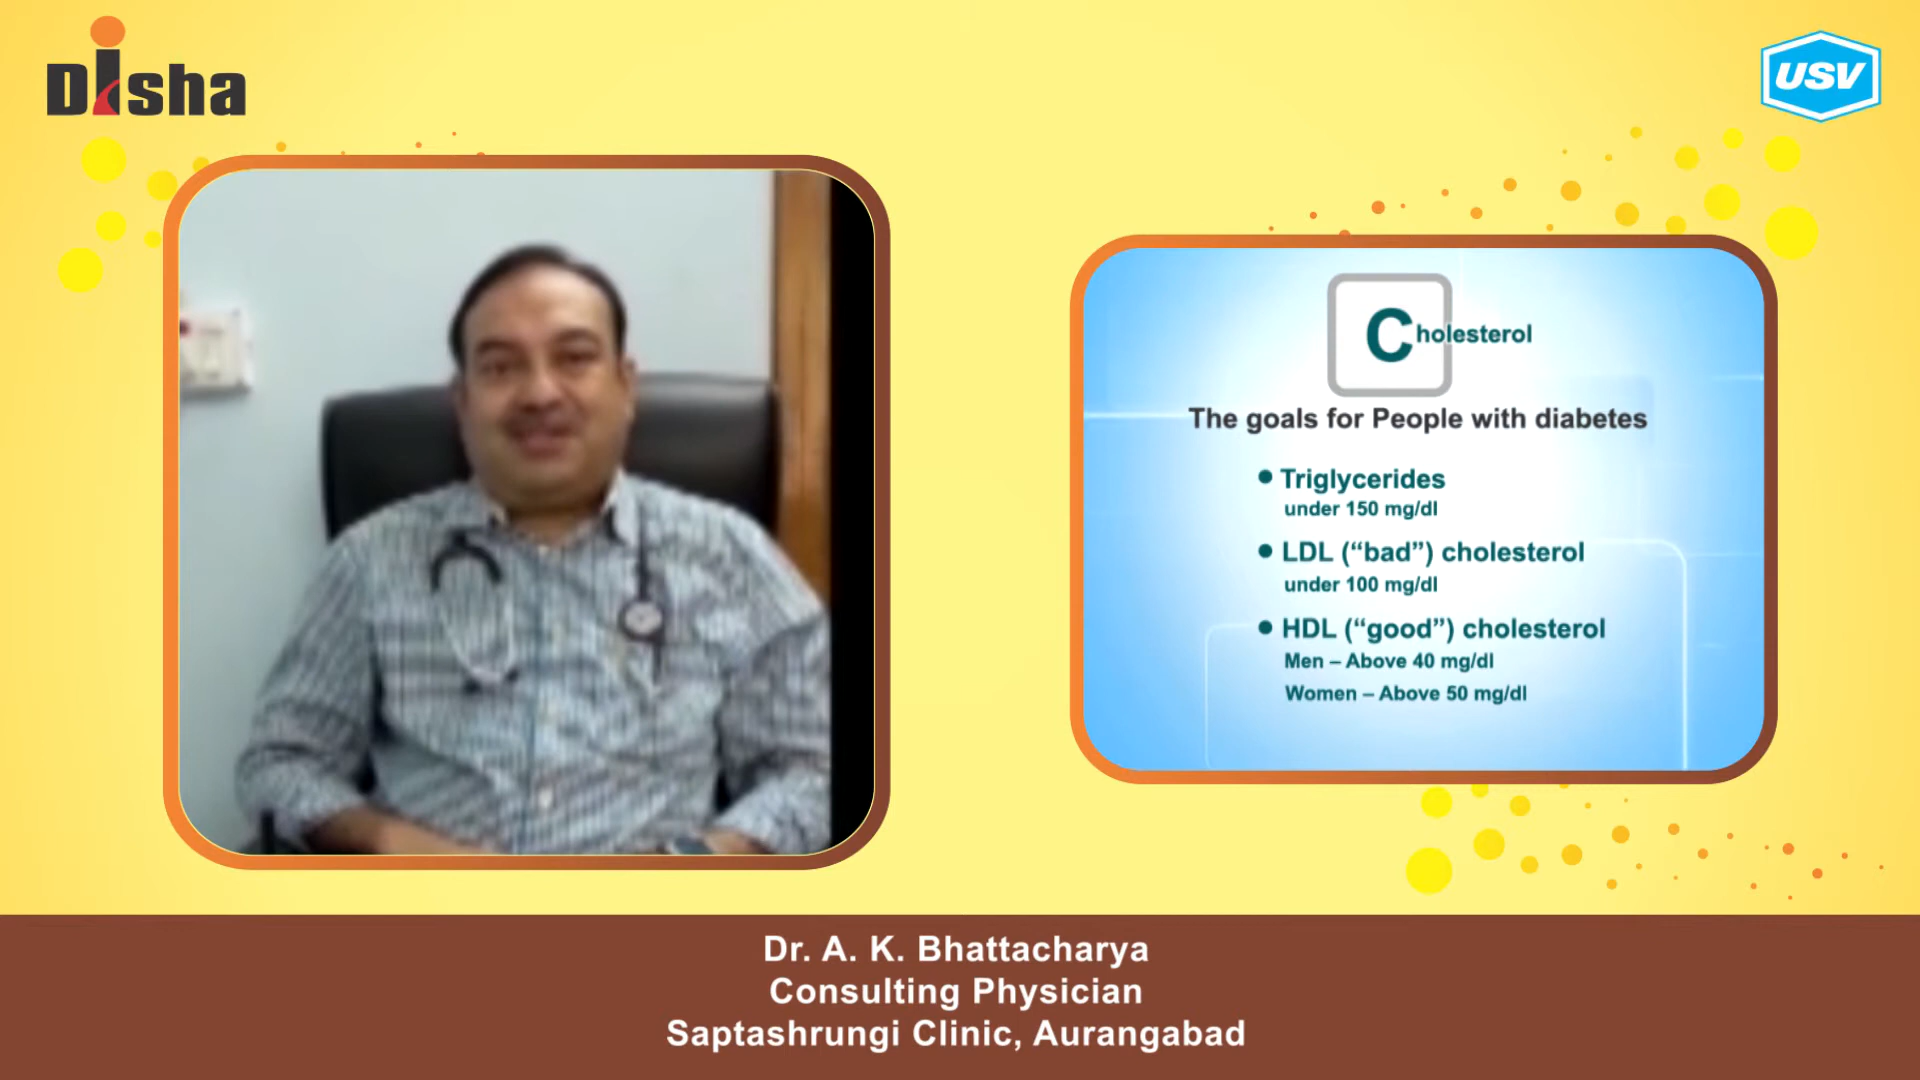 Disha
USV
Cholesterol
The goals for People with diabetes
• Triglycerides
under 150 mg/dl
• LDL (“bad”) cholesterol
under 100 mg/dl
• HDL (“good”) cholesterol
Men – Above 40 mg/dl
Women – Above 50 mg/dl
Dr. A. K. Bhattacharya
Consulting Physician
Saptashrungi Clinic, Aurangabad